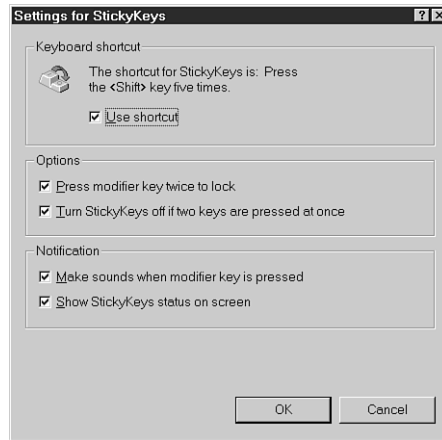 Settings for StickyKeys
Keyboard shortcut
The shortcut for StickyKeys is: Press
the <Shift> key five times.
Use shortcut
Options
Press modifier key twice to lock
Turn StickyKeys off if two keys are pressed at once
Notification
Make sounds when modifier key is pressed
Show StickyKeys status on screen
OK Cancel